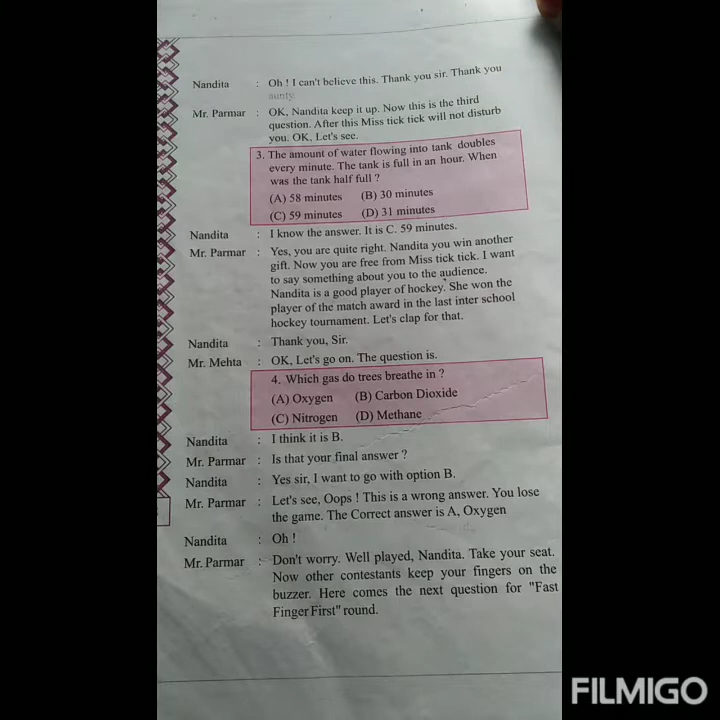 Nandita : Oh ! I can't believe this. Thank you sir. Thank you
aunty.
Mr. Parmar : OK, Nandita keep it up. Now this is the third
question. After this Miss tick tick will not disturb
you. OK, Let's see.
3. The amount of water flowing into tank doubles
every minute. The tank is full in an hour. When
was the tank half full ?
(A) 58 minutes (B) 30 minutes
(C) 59 minutes (D) 31 minutes
Nandita : I know the answer. It is C. 59 minutes.
Mr. Parmar : Yes, you are quite right. Nandita you win another
gift. Now you are free from Miss tick tick. I want
to say something about you to the audience.
Nandita is a good player of hockey. She won the
player of the match award in the last inter school
hockey tournament. Let's clap for that.
Nandita : Thank you, Sir.
Mr. Mehta : OK, Let's go on. The question is.
4. Which gas do trees breathe in ?
(A) Oxygen (B) Carbon Dioxide
(C) Nitrogen (D) Methane
Nandita : I think it is B.
Mr. Parmar : Is that your final answer ?
Nandita : Yes sir, I want to go with option B.
Mr. Parmar : Let's see, Oops ! This is a wrong answer. You lose
the game. The Correct answer is A, Oxygen
Nandita : Oh !
Mr. Parmar : Don't worry. Well played, Nandita. Take your seat.
Now other contestants keep your fingers on the
buzzer. Here comes the next question for "Fast
Finger First" round.
FILMIGO